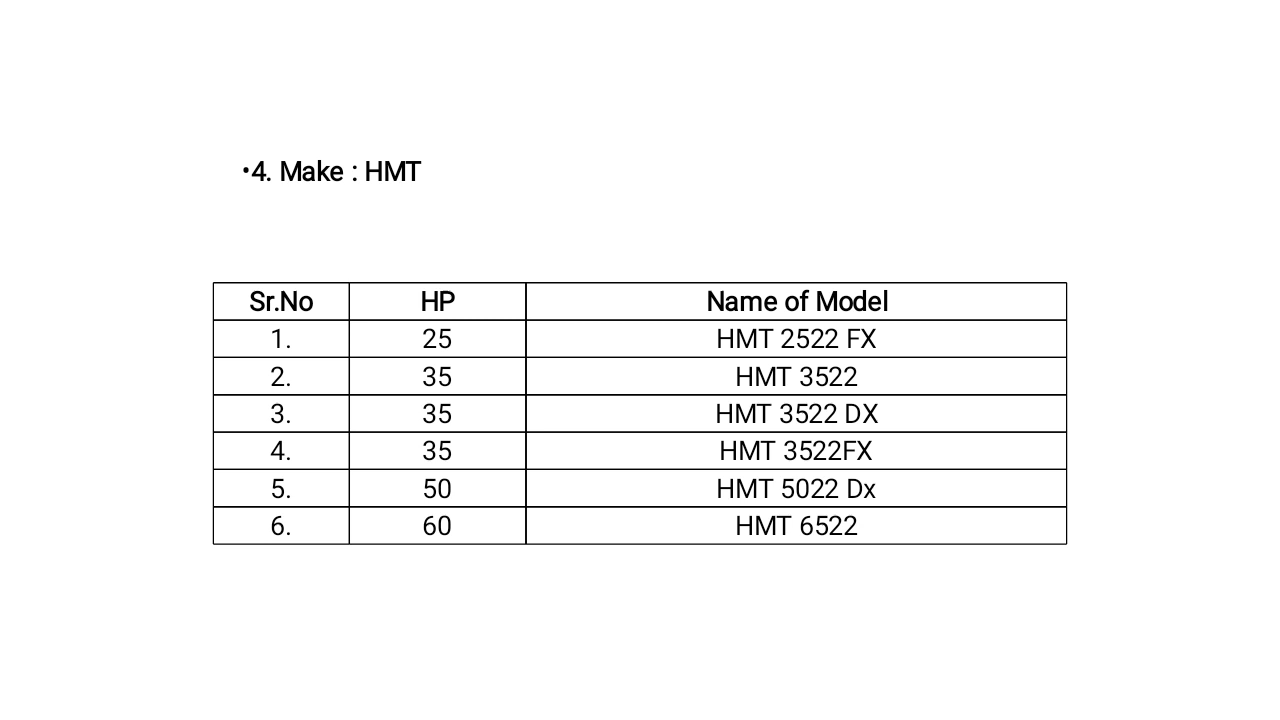 •4. Make : HMT
Sr.No HP Name of Model
1. 25 HMT 2522 FX
2. 35 HMT 3522
3. 35 HMT 3522 DX
4. 35 HMT 3522FX
5. 50 HMT 5022 Dx
6. 60 HMT 6522